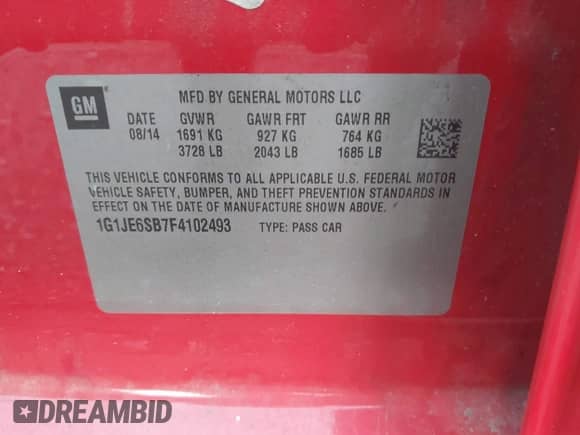 GM
MFD BY GENERAL MOTORS LLC
DATE GVWR GAWR FRT GAWR RR
08/14 1691 KG 927 KG 764 KG
3728 LB 2043 LB 1685 LB
THIS VEHICLE CONFORMS TO ALL APPLICABLE U.S. FEDERAL MOTOR
VEHICLE SAFETY, BUMPER, AND THEFT PREVENTION STANDARDS IN
EFFECT ON THE DATE OF MANUFACTURE SHOWN ABOVE.
1G1JE6SB7F4102493 TYPE: PASS CAR
DREAMBID